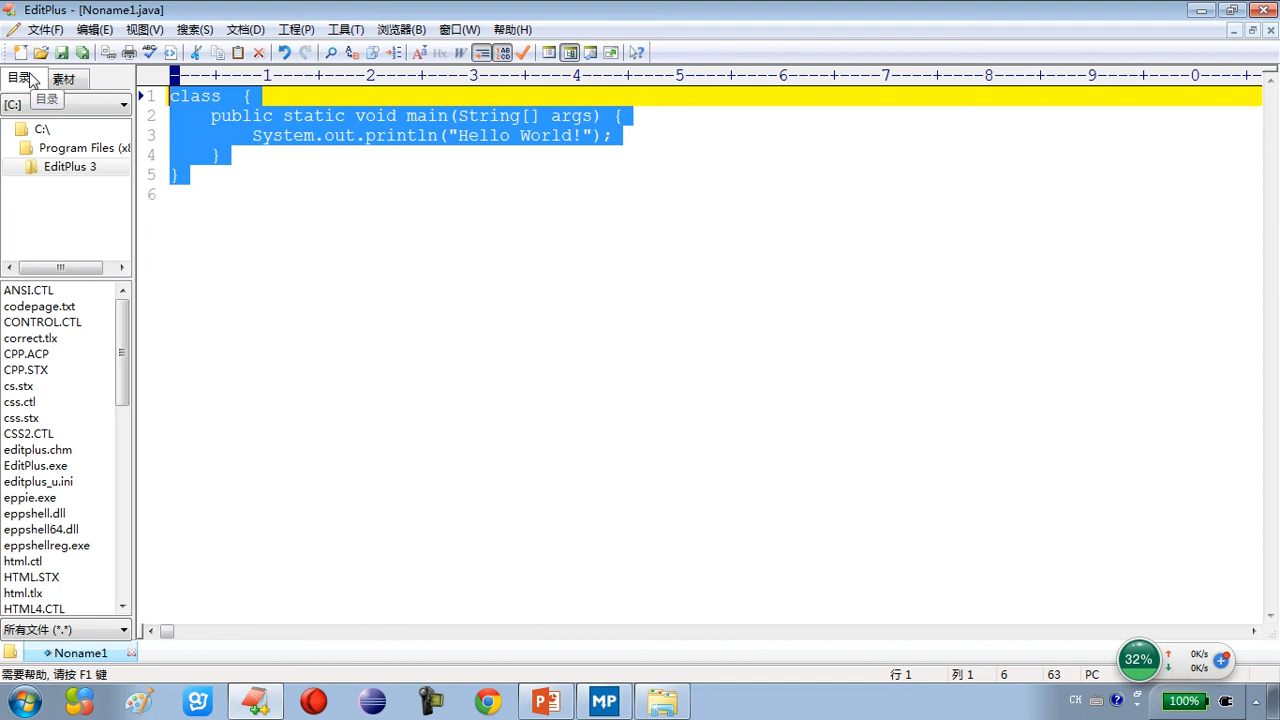 EditPlus - [Noname1.java]
文件(F) 编辑(E) 视图(V) 搜索(S) 文档(D) 工程(P) 工具(T) 浏览器(B) 窗口(W) 帮助(H)
目录 素材
----+----1----+----2----+----3----+----4----+----5----+----6----+----7----+----8----+----9----+----0----+--
[C:] 目录
1 class  {
C:\
2     public static void main(String[] args) {
3         System.out.println("Hello World!");
Program Files (x8
4     }
EditPlus 3
5 }
6
ANSI.CTL
codepage.txt
CONTROL.CTL
correct.tlx
CPP.ACP
CPP.STX
cs.stx
css.ctl
css.stx
CSS2.CTL
editplus.chm
EditPlus.exe
editplus_u.ini
eppie.exe
eppshell.dll
eppshell64.dll
eppshellreg.exe
html.ctl
HTML.STX
html.tlx
HTML4.CTL
所有文件 (*.*)
Noname1
32% 0K/s
0K/s
需要帮助, 请按 F1 键 行 1 列 1 6 63 PC
MP CH 100%